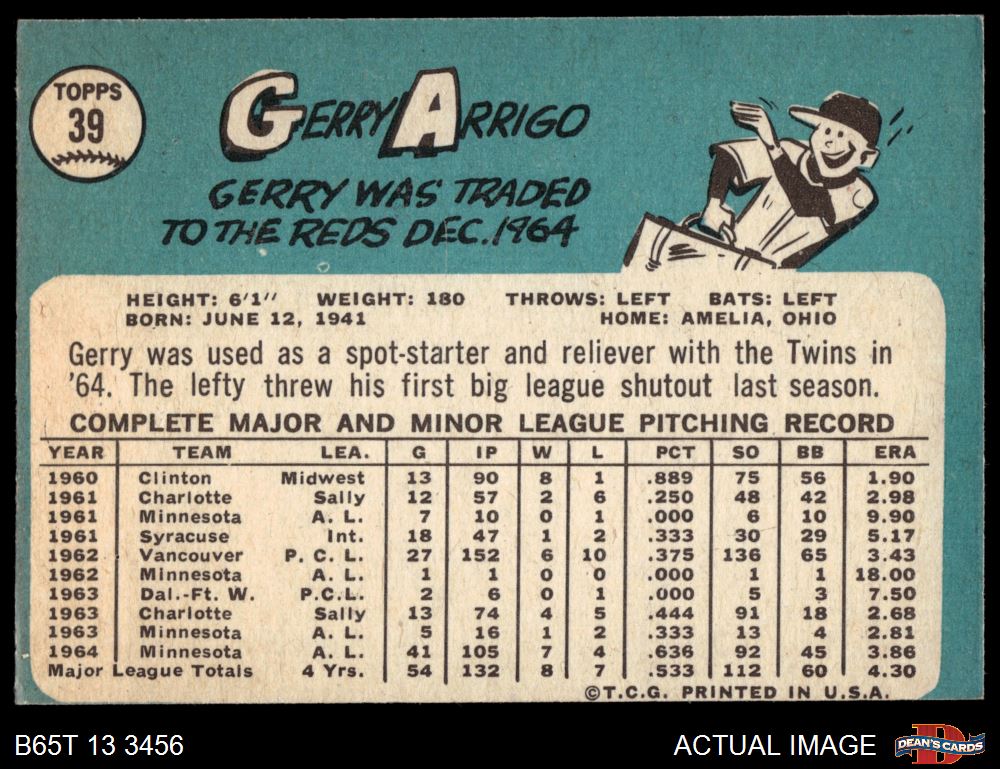 TOPPS
39
GERRY ARRIGO
GERRY WAS TRADED
TO THE REDS DEC. 1964
HEIGHT: 6'1" WEIGHT: 180 THROWS: LEFT BATS: LEFT
BORN: JUNE 12, 1941 HOME: AMELIA, OHIO
Gerry was used as a spot-starter and reliever with the Twins in
'64. The lefty threw his first big league shutout last season.
COMPLETE MAJOR AND MINOR LEAGUE PITCHING RECORD
YEAR TEAM LEA. G IP W L PCT SO BB ERA
1960 Clinton Midwest 13 90 8 1 .889 75 56 1.90
1961 Charlotte Sally 12 57 2 6 .250 48 42 2.98
1961 Minnesota A. L. 7 10 0 1 .000 6 10 9.90
1961 Syracuse Int. 18 47 1 2 .333 30 29 5.17
1962 Vancouver P. C. L. 27 152 6 10 .375 136 65 3.43
1962 Minnesota A. L. 1 1 0 0 .000 1 1 18.00
1963 Dal.-Ft. W. P.C.L. 2 6 0 1 .000 5 3 7.50
1963 Charlotte Sally 13 74 4 5 .444 91 18 2.68
1963 Minnesota A. L. 5 16 1 2 .333 13 4 2.81
1964 Minnesota A. L. 41 105 7 4 .636 92 45 3.86
Major League Totals 4 Yrs. 54 132 8 7 .533 112 60 4.30
©T.C.G. PRINTED IN U.S.A.
B65T 13 3456
ACTUAL IMAGE
D
DEAN'S CARDS